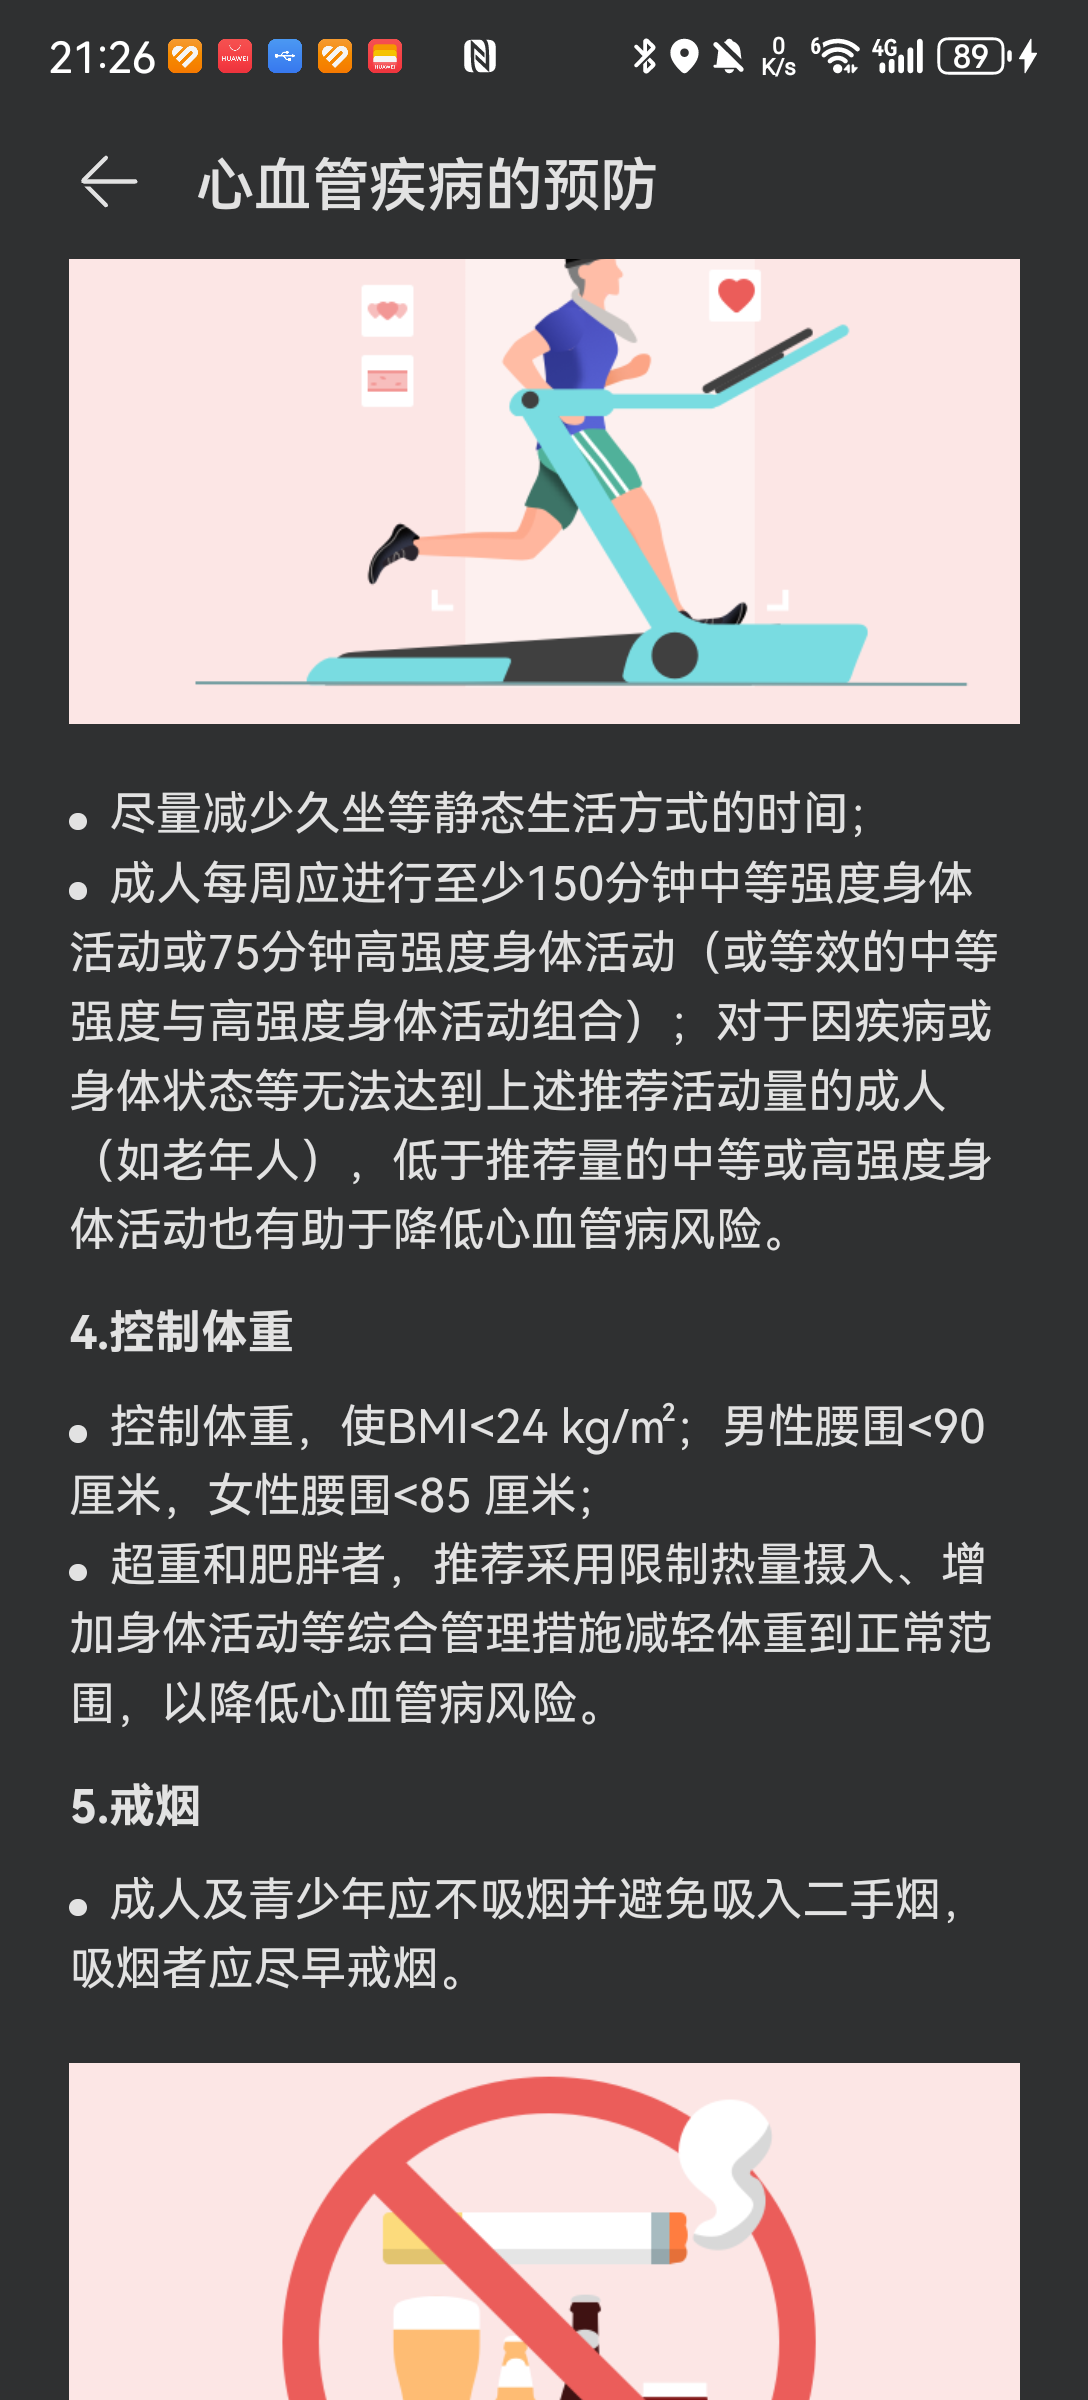 21:26
HUAWEI
HUAWEI
0 K/s
6
4G
89
心血管疾病的预防
● 尽量减少久坐等静态生活方式的时间;
● 成人每周应进行至少150分钟中等强度身体
活动或75分钟高强度身体活动（或等效的中等
强度与高强度身体活动组合）；对于因疾病或
身体状态等无法达到上述推荐活动量的成人
（如老年人），低于推荐量的中等或高强度身
体活动也有助于降低心血管病风险。
4.控制体重
● 控制体重，使BMI<24 kg/m²；男性腰围<90
厘米，女性腰围<85 厘米；
● 超重和肥胖者，推荐采用限制热量摄入、增
加身体活动等综合管理措施减轻体重到正常范
围，以降低心血管病风险。
5.戒烟
● 成人及青少年应不吸烟并避免吸入二手烟，
吸烟者应尽早戒烟。